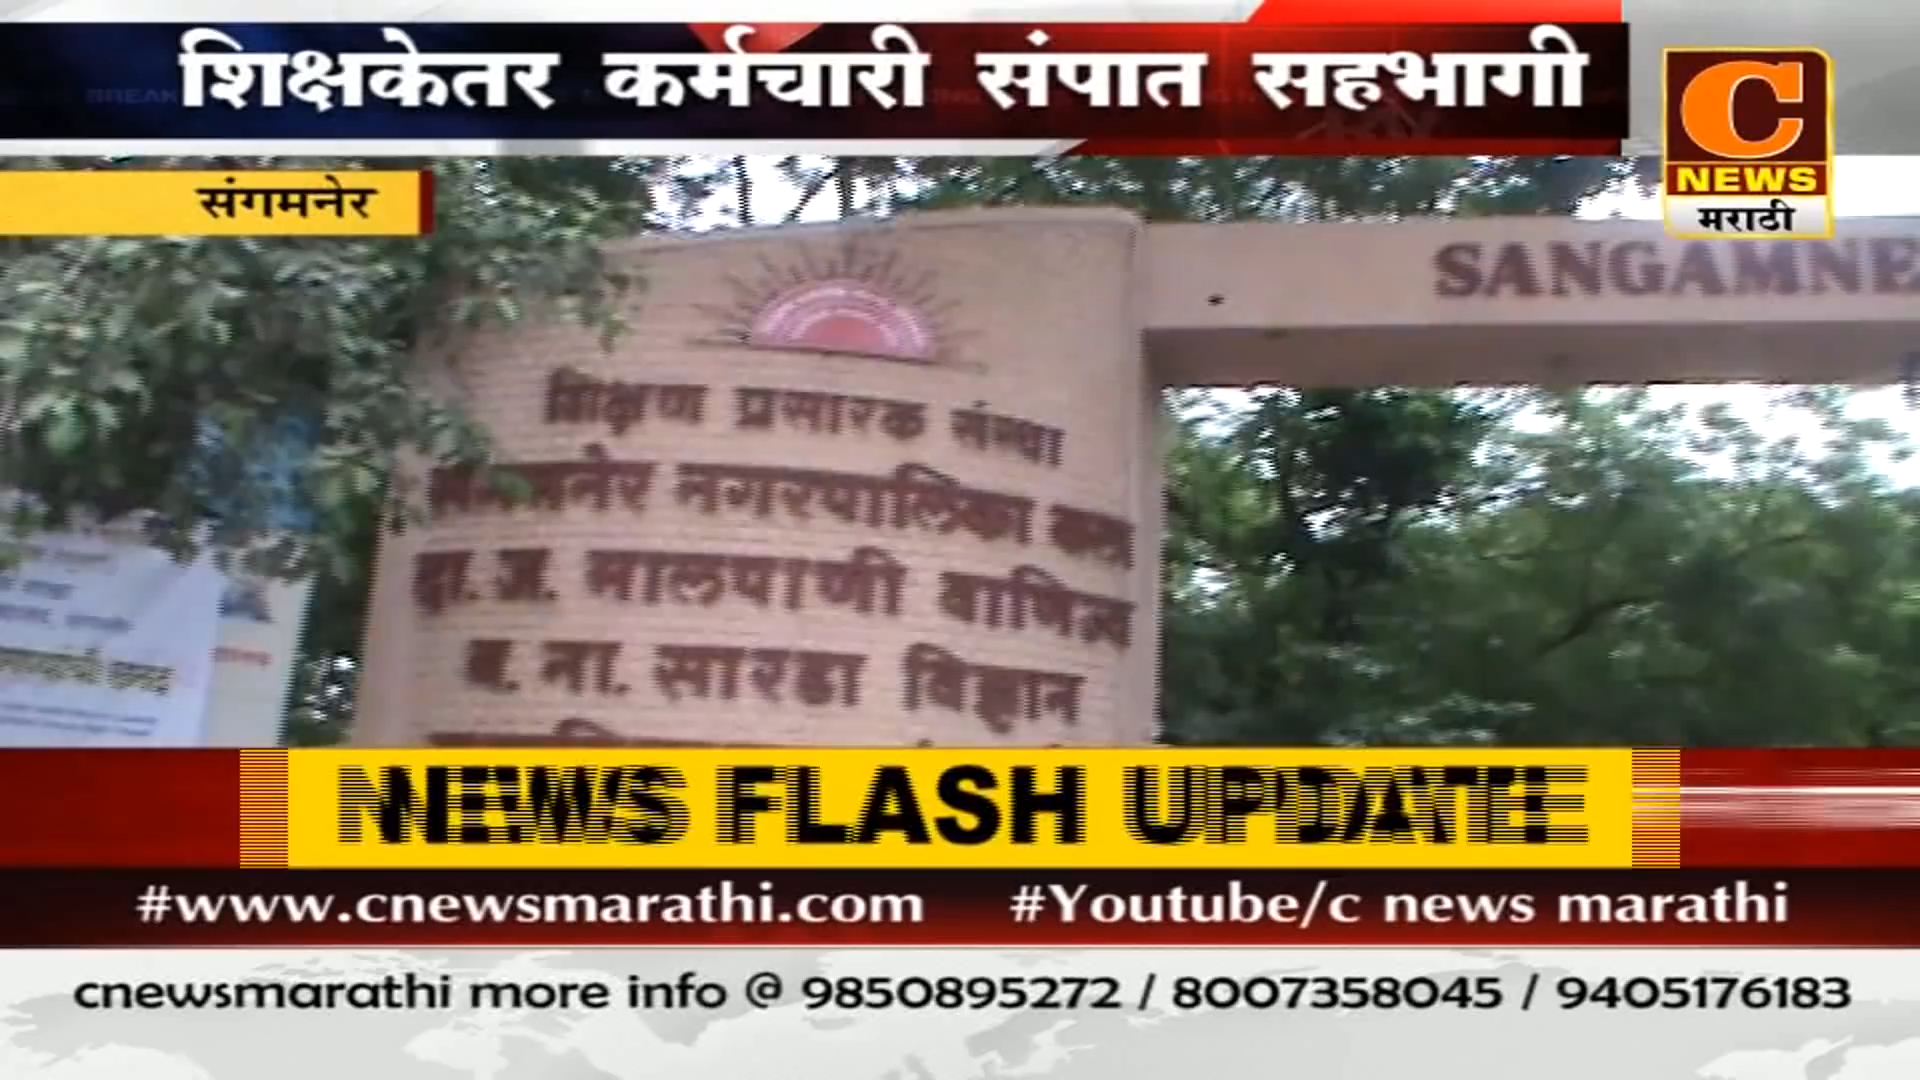 शिक्षकेतर कर्मचारी संपात सहभागी
C
NEWS
मराठी
संगमनेर
SANGAMNE
शिक्षण प्रसारक संस्था
नगरपालिका कला
दा. ज. मालपाणी वाणिज्य
ब. ना. सारडा विज्ञान
NEWS FLASH UPDATE
#www.cnewsmarathi.com #Youtube/c news marathi
cnewsmarathi more info @ 9850895272 / 8007358045 / 9405176183